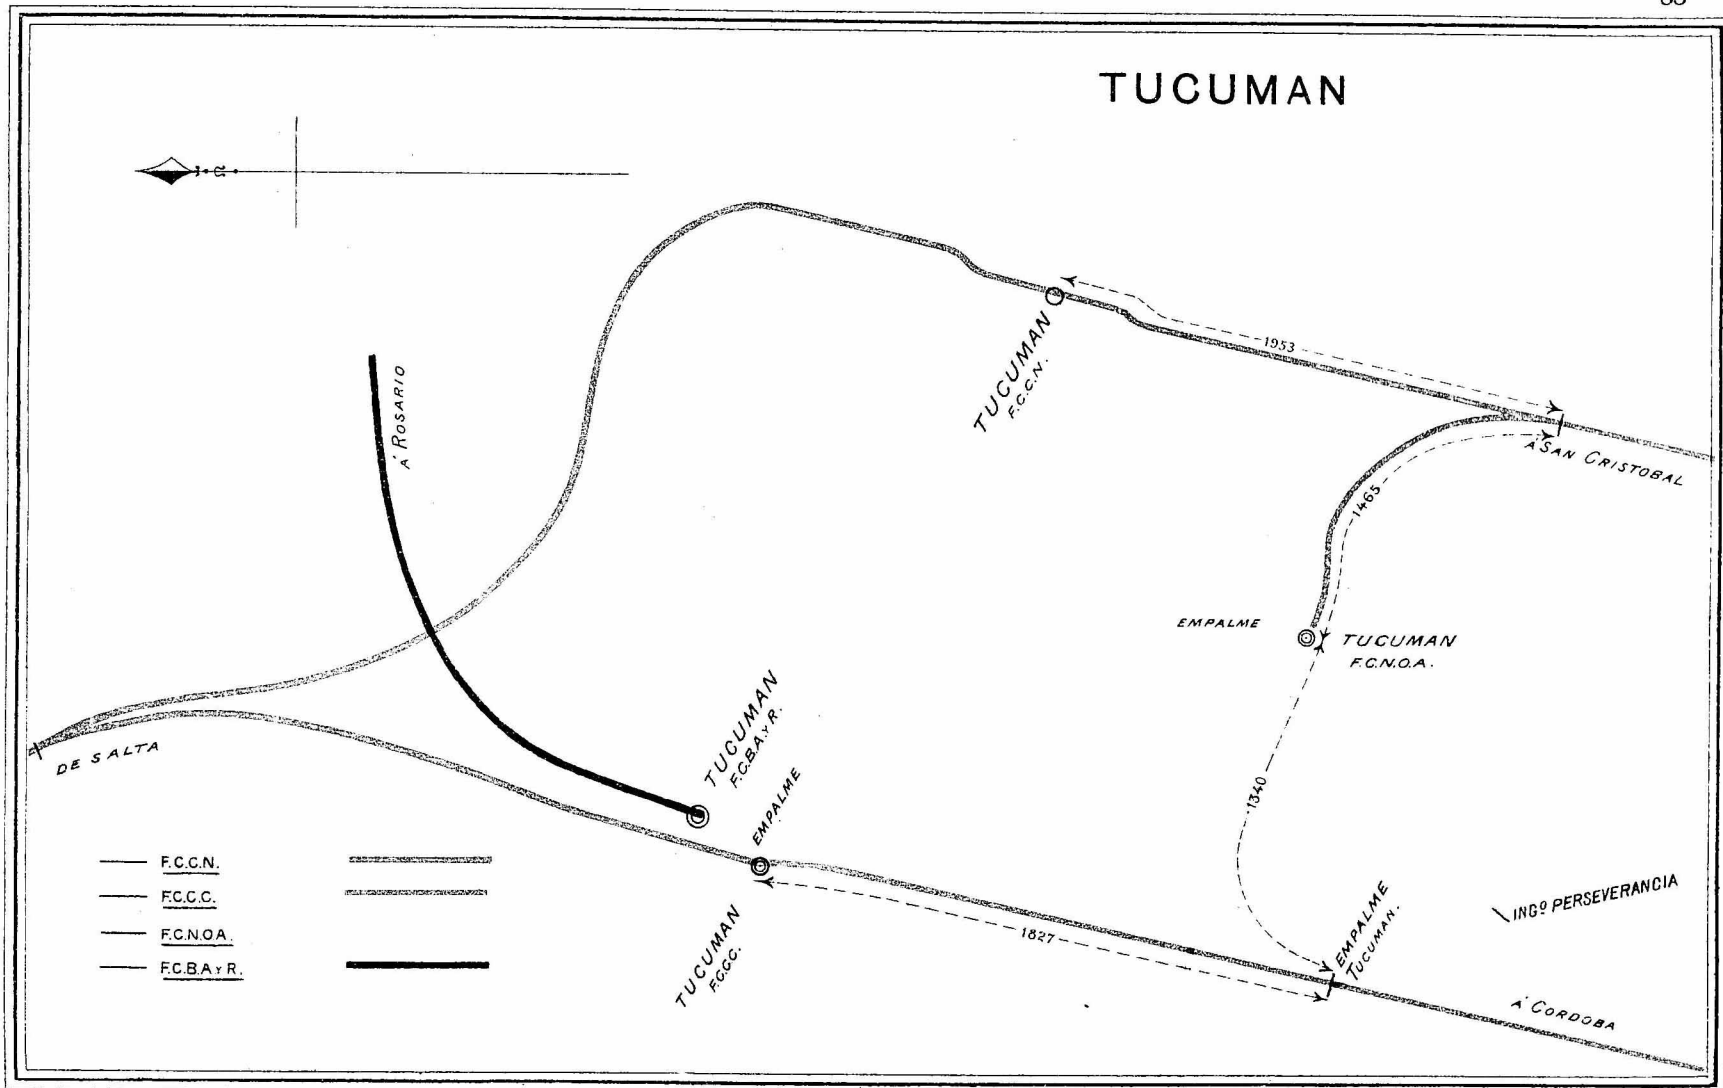 TUCUMAN
TUCUMAN
F.C.C.N.
1953
Á ROSARIO
Á SAN CRISTOBAL
1465
EMPALME
TUCUMAN
F.C.N.O.A.
DE SALTA
TUCUMAN
F.C.B.A.Y R.
EMPALME
1340
F.C.C.N.
F.C.C.C.
F.C.N.O.A.
F.C.B.A Y R.
TUCUMAN
F.C.C.C.
1827
EMPALME
TUCUMAN.
INGº PERSEVERANCIA
Á CORDOBA